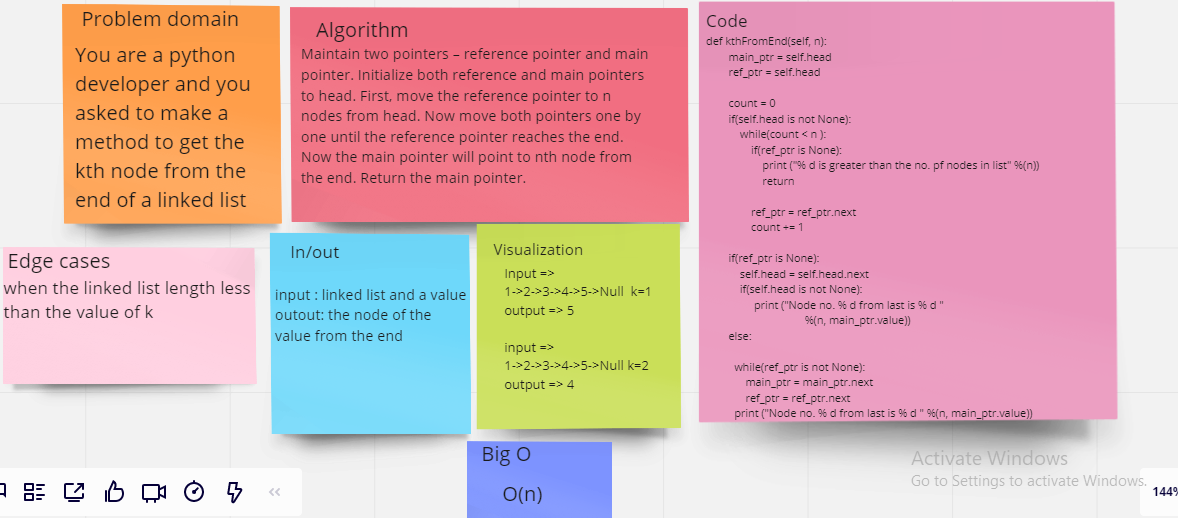 Problem domain
You are a python
developer and you
asked to make a
method to get the
kth node from the
end of a linked list
Algorithm
Maintain two pointers – reference pointer and main
pointer. Initialize both reference and main pointers
to head. First, move the reference pointer to n
nodes from head. Now move both pointers one by
one until the reference pointer reaches the end.
Now the main pointer will point to nth node from
the end. Return the main pointer.
Code
def kthFromEnd(self, n):
main_ptr = self.head
ref_ptr = self.head
count = 0
if(self.head is not None):
while(count < n ):
if(ref_ptr is None):
print ("% d is greater than the no. pf nodes in list" %(n))
return
ref_ptr = ref_ptr.next
count += 1
if(ref_ptr is None):
self.head = self.head.next
if(self.head is not None):
print ("Node no. % d from last is % d "
%(n, main_ptr.value))
else:
while(ref_ptr is not None):
main_ptr = main_ptr.next
ref_ptr = ref_ptr.next
print ("Node no. % d from last is % d " %(n, main_ptr.value))
Edge cases
when the linked list length less
than the value of k
In/out
input : linked list and a value
outout: the node of the
value from the end
Visualization
Input =>
1->2->3->4->5->Null  k=1
output => 5
input =>
1->2->3->4->5->Null k=2
output => 4
Big O
O(n)
Activate Windows
Go to Settings to activate Windows.
144%